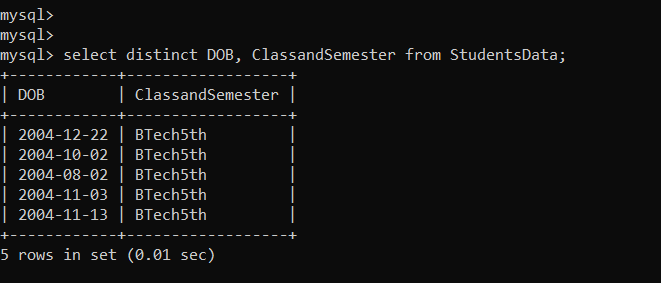 mysql>
mysql>
mysql> select distinct DOB, ClassandSemester from StudentsData;
+------------+------------------+
| DOB        | ClassandSemester |
+------------+------------------+
| 2004-12-22 | BTech5th         |
| 2004-10-02 | BTech5th         |
| 2004-08-02 | BTech5th         |
| 2004-11-03 | BTech5th         |
| 2004-11-13 | BTech5th         |
+------------+------------------+
5 rows in set (0.01 sec)